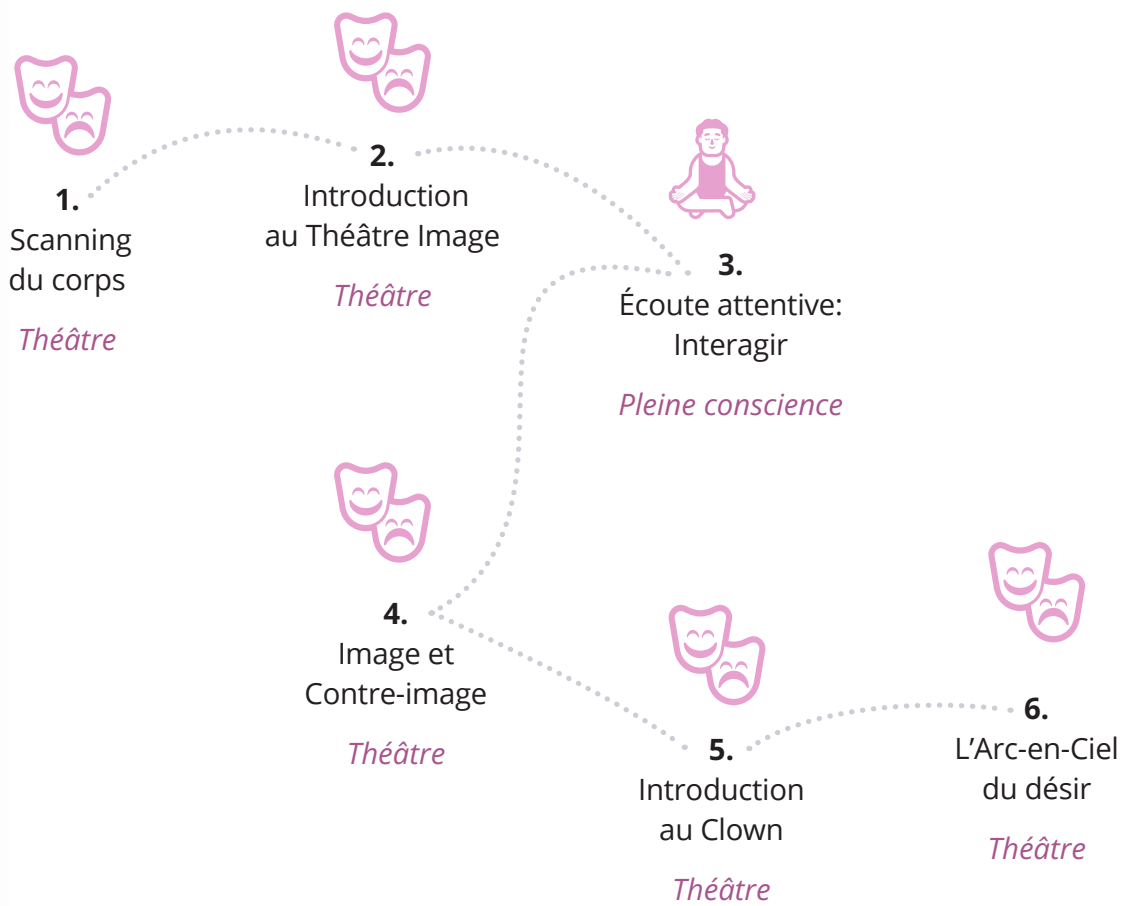 1.
Scanning
du corps
Théâtre
2.
Introduction
au Théâtre Image
Théâtre
3.
Écoute attentive:
Interagir
Pleine conscience
4.
Image et
Contre-image
Théâtre
5.
Introduction
au Clown
Théâtre
6.
L’Arc-en-Ciel
du désir
Théâtre